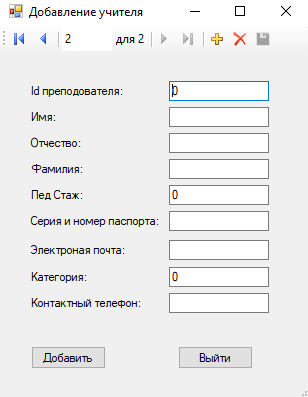 Добавление учителя
2 для 2
Id преподователя: 0
Имя:
Отчество:
Фамилия:
Пед Стаж: 0
Серия и номер паспорта:
Электроная почта:
Категория: 0
Контактный телефон:
Добавить Выйти